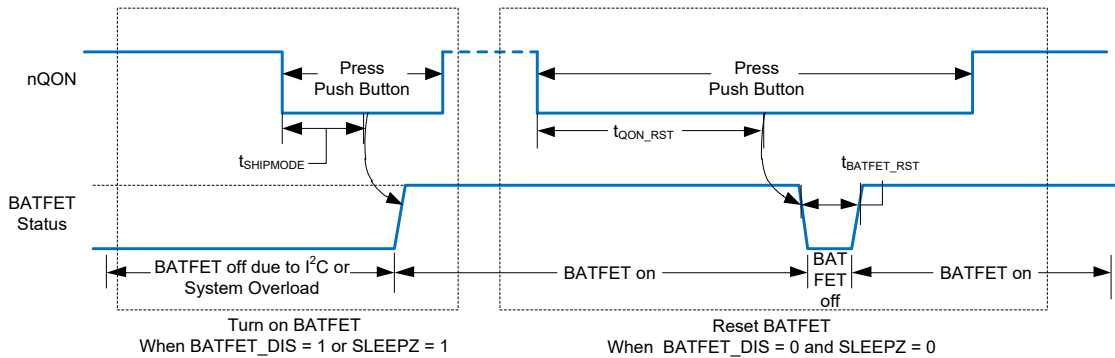 nQON
Press
Push Button
Press
Push Button
tSHIPMODE
tQON_RST
tBATFET_RST
BATFET
Status
BATFET off due to I²C or
System Overload
BATFET on
BAT
FET
off
BATFET on
Turn on BATFET
When BATFET_DIS = 1 or SLEEPZ = 1
Reset BATFET
When BATFET_DIS = 0 and SLEEPZ = 0